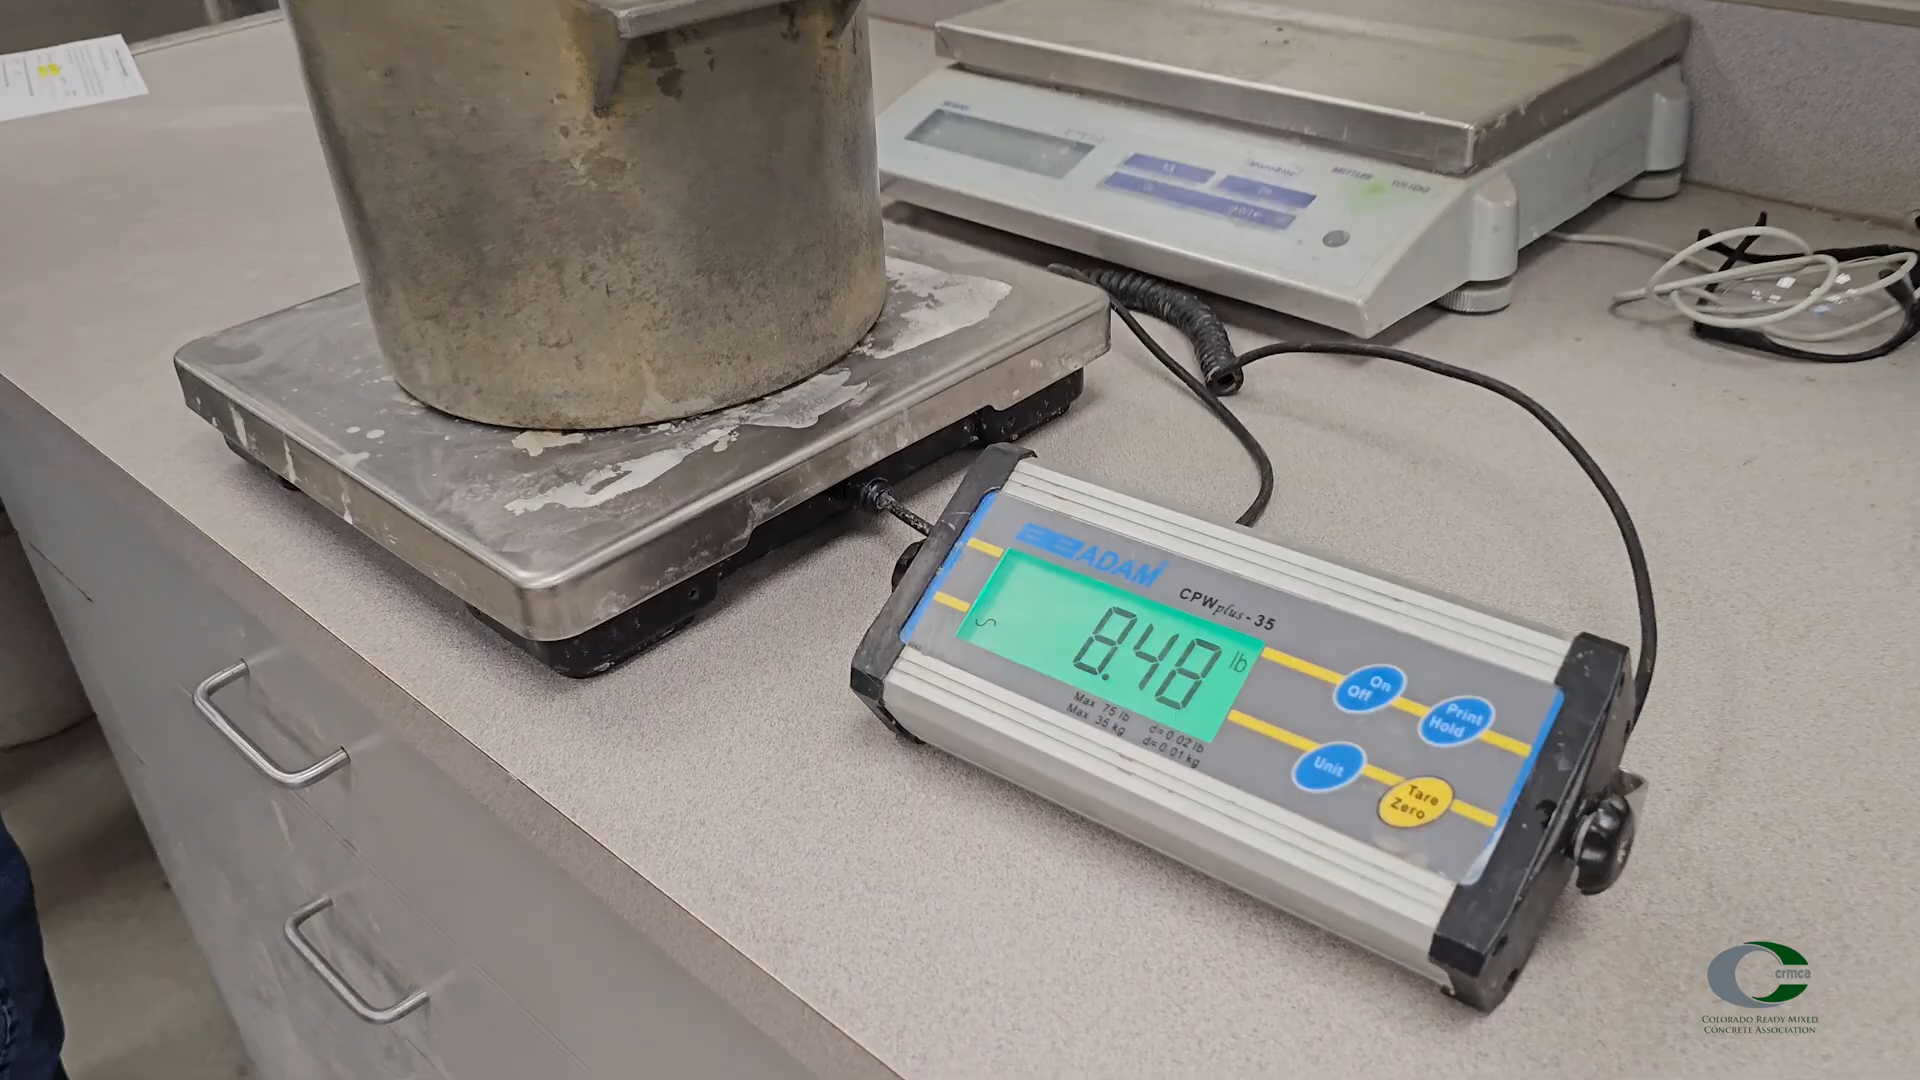 METTLER TOLEDO
ADAM
CPWplus-35
8.48 lb
Max 75 lb d=0.02 lb
Max 35 kg d=0.01 kg
On
Off
Print
Hold
Unit
Tare
Zero
crmca
COLORADO READY MIXED
CONCRETE ASSOCIATION